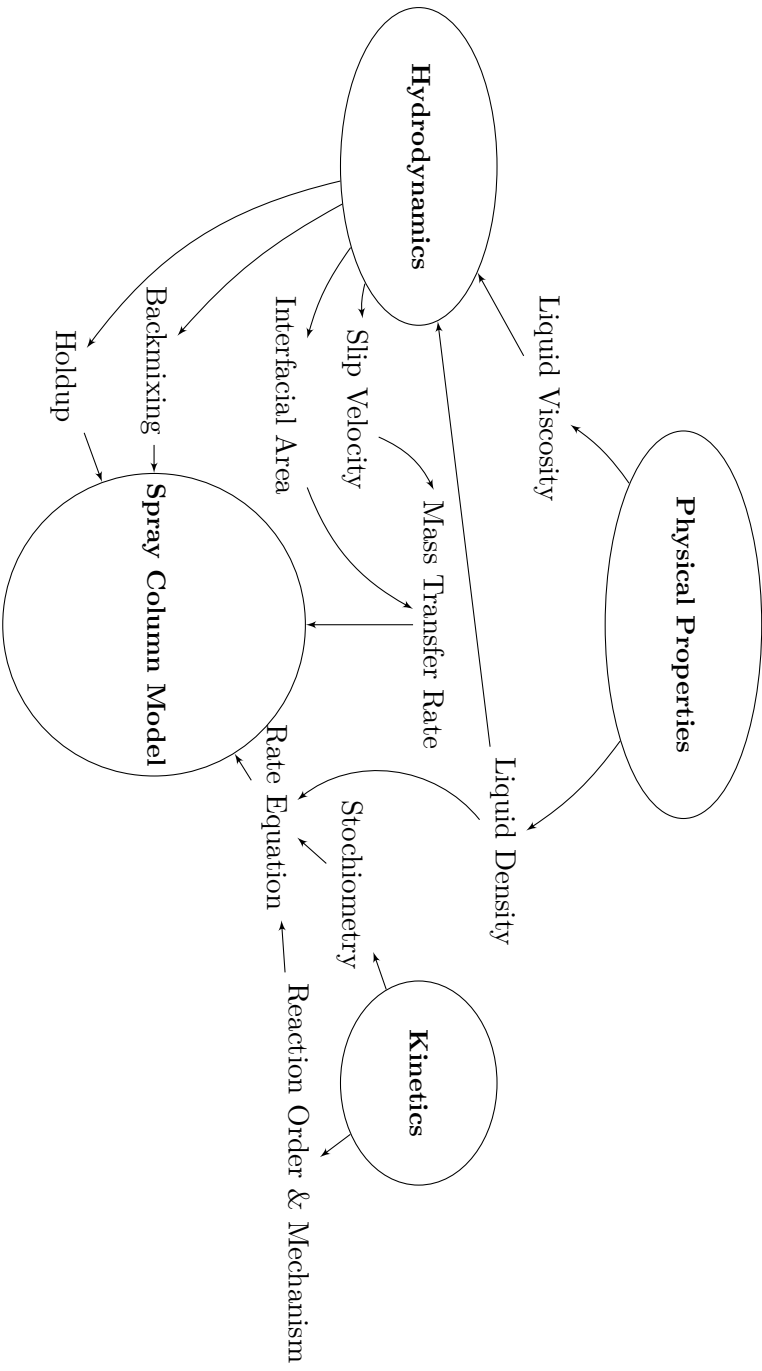 Physical Properties
Liquid Viscosity
Liquid Density
Hydrodynamics
Kinetics
Mass Transfer Rate
Slip Velocity
Stochiometry
Interfacial Area
Rate Equation
Reaction Order & Mechanism
Backmixing
Spray Column Model
Holdup